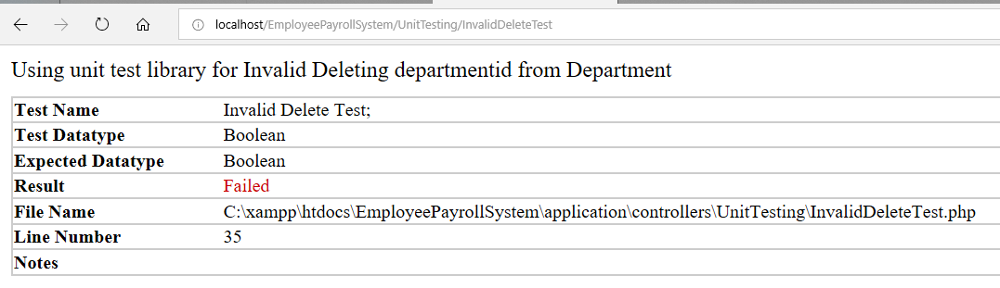 localhost/EmployeePayrollSystem/UnitTesting/InvalidDeleteTest
Using unit test library for Invalid Deleting departmentid from Department
Test Name Invalid Delete Test;
Test Datatype Boolean
Expected Datatype Boolean
Result Failed
File Name C:\xampp\htdocs\EmployeePayrollSystem\application\controllers\UnitTesting\InvalidDeleteTest.php
Line Number 35
Notes